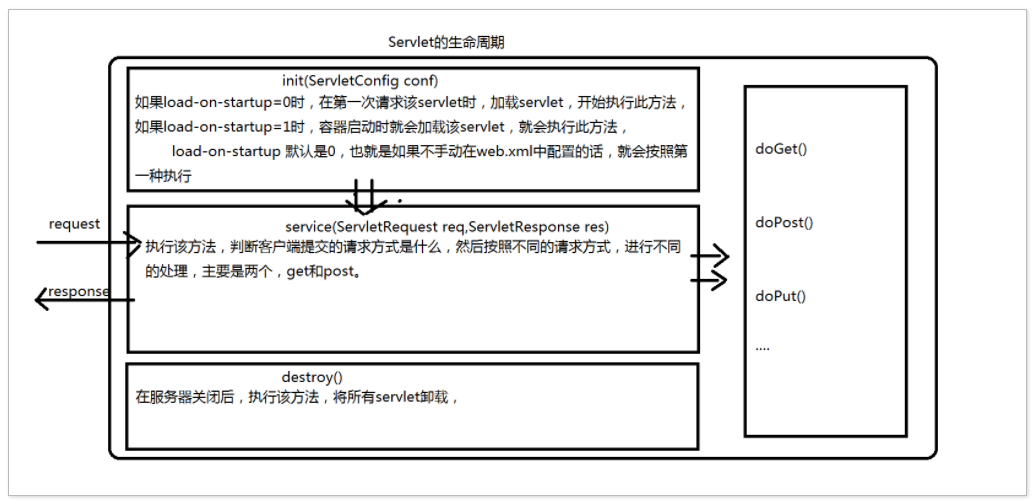 Servlet的生命周期
init(ServletConfig conf)
如果load-on-startup=0时，在第一次请求该servlet时，加载servlet，开始执行此方法，
如果load-on-startup=1时，容器启动时就会加载该servlet，就会执行此方法，
load-on-startup 默认是0，也就是如果不手动在web.xml中配置的话，就会按照第
一种执行
request
service(ServletRequest req,ServletResponse res)
执行该方法，判断客户端提交的请求方式是什么，然后按照不同的请求方式，进行不同
的处理，主要是两个，get和post。
response
destroy()
在服务器关闭后，执行该方法，将所有servlet卸载，
doGet()
doPost()
doPut()
....